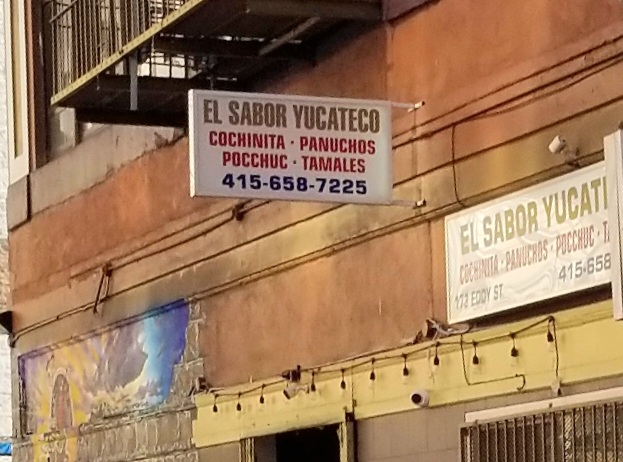 EL SABOR YUCATECO
COCHINITA · PANUCHOS
POCCHUC · TAMALES
415-658-7225
EL SABOR YUCAT
COCHINITA · PANUCHOS · POCCHUC · T
172 EDDY ST. 415-658